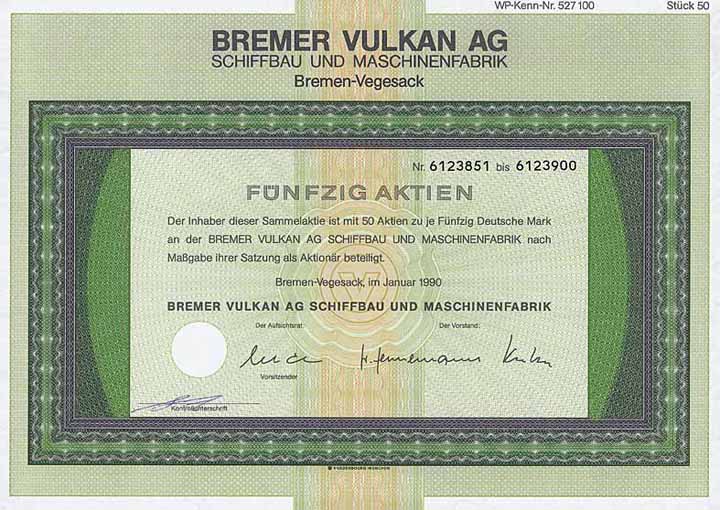 WP-Kenn-Nr. 527 100 Stück 50
BREMER VULKAN AG
SCHIFFBAU UND MASCHINENFABRIK
Bremen-Vegesack
Nr. 6123851 bis 6123900
FÜNFZIG AKTIEN
Der Inhaber dieser Sammelaktie ist mit 50 Aktien zu je Fünfzig Deutsche Mark
an der BREMER VULKAN AG SCHIFFBAU UND MASCHINENFABRIK nach
Maßgabe ihrer Satzung als Aktionär beteiligt.
Bremen-Vegesack, im Januar 1990
BREMER VULKAN AG SCHIFFBAU UND MASCHINENFABRIK
Der Aufsichtsrat: Der Vorstand:
Vorsitzender
Kontrollunterschrift